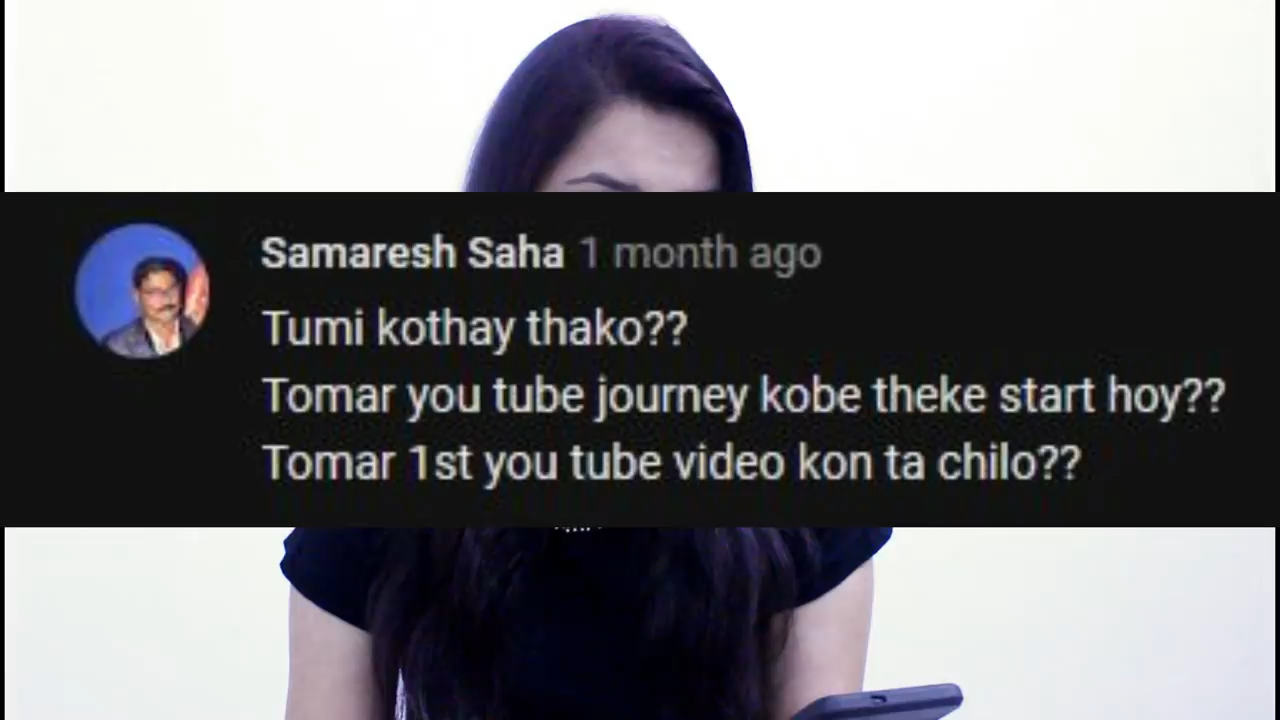 Samaresh Saha 1 month ago
Tumi kothay thako??
Tomar you tube journey kobe theke start hoy??
Tomar 1st you tube video kon ta chilo??